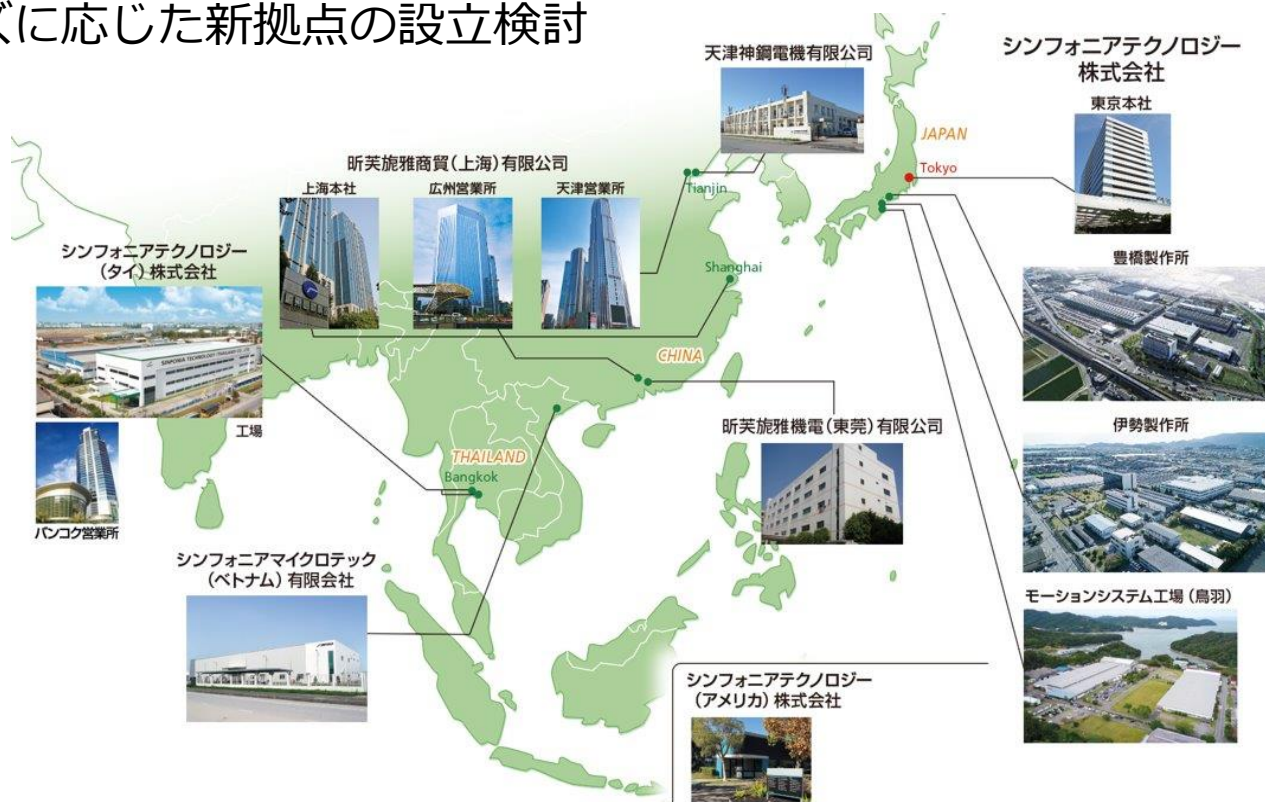 ズに応じた新拠点の設立検討
シンフォニアテクノロジー
株式会社
東京本社
天津神鋼電機有限公司
JAPAN
Tokyo
昕芙旎雅商貿（上海）有限公司
上海本社
広州営業所
天津営業所
Tianjin
シンフォニアテクノロジー
（タイ）株式会社
Shanghai
豊橋製作所
SINFONIA TECHNOLOGY (THAILAND) CO., LTD.
CHINA
工場
昕芙旎雅機電（東莞）有限公司
伊勢製作所
THAILAND
Bangkok
バンコク営業所
シンフォニアマイクロテック
（ベトナム）有限会社
モーションシステム工場（鳥羽）
シンフォニアテクノロジー
（アメリカ）株式会社